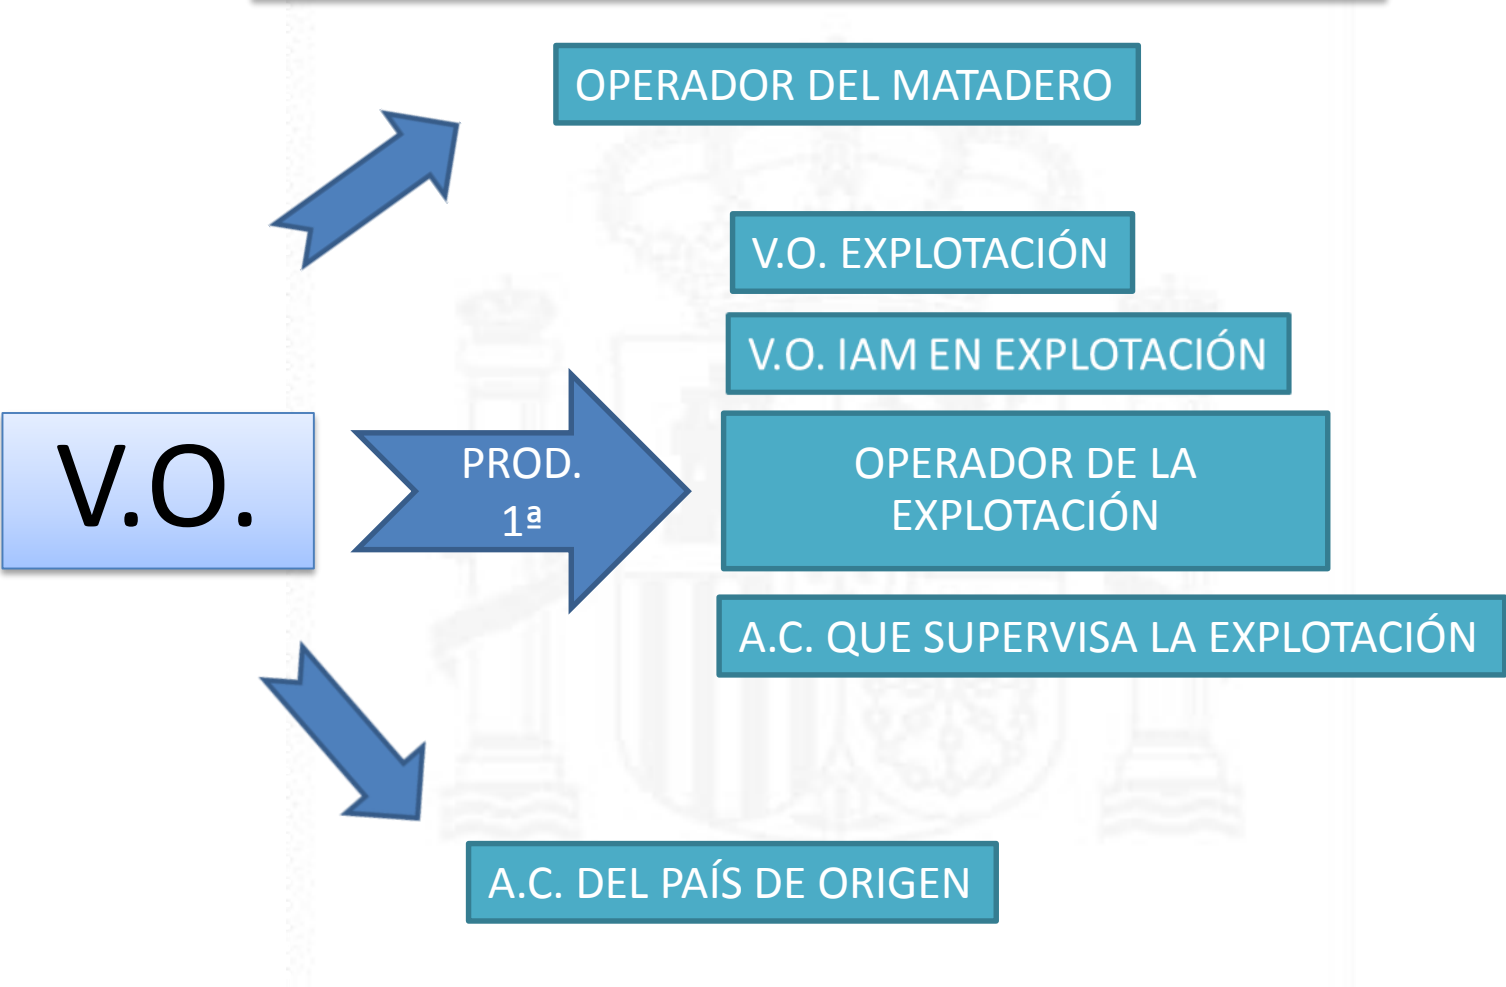 OPERADOR DEL MATADERO
V.O. EXPLOTACIÓN
V.O. IAM EN EXPLOTACIÓN
V.O.
PROD.
1ª
OPERADOR DE LA
EXPLOTACIÓN
A.C. QUE SUPERVISA LA EXPLOTACIÓN
A.C. DEL PAÍS DE ORIGEN